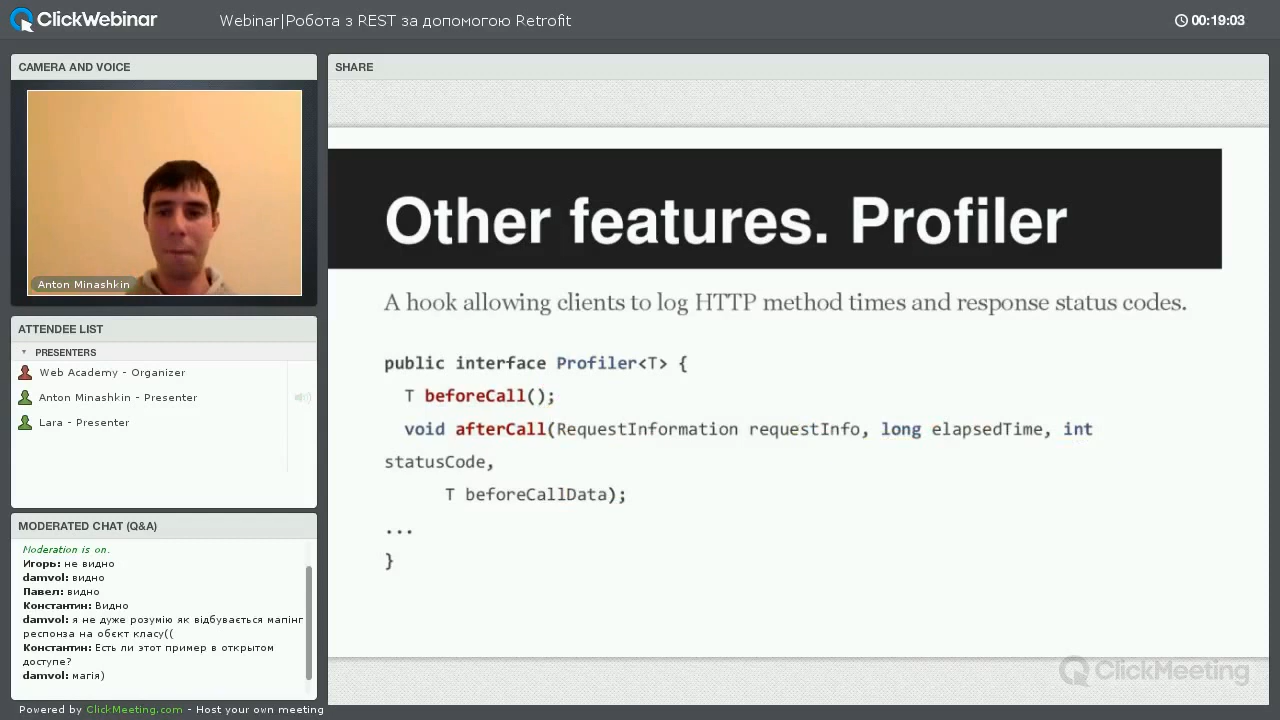 ClickWebinar
Webinar|Робота з REST за допомогою Retrofit
00:19:03
CAMERA AND VOICE
Anton Minashkin
ATTENDEE LIST
PRESENTERS
Web Academy - Organizer
Anton Minashkin - Presenter
Lara - Presenter
MODERATED CHAT (Q&A)
Moderation is on.
Игорь: не видно
damvol: видно
Павел: видно
Константин: Видно
damvol: я не дуже розумію як відбувається мапінг
респонза на обєкт класу((
Константин: Есть ли этот пример в открытом
доступе?
damvol: магія)
SHARE
Other features. Profiler
A hook allowing clients to log HTTP method times and response status codes.
public interface Profiler<T> {
T beforeCall();
void afterCall(RequestInformation requestInfo, long elapsedTime, int
statusCode,
T beforeCallData);
...
}
ClickMeeting
Powered by ClickMeeting.com - Host your own meeting